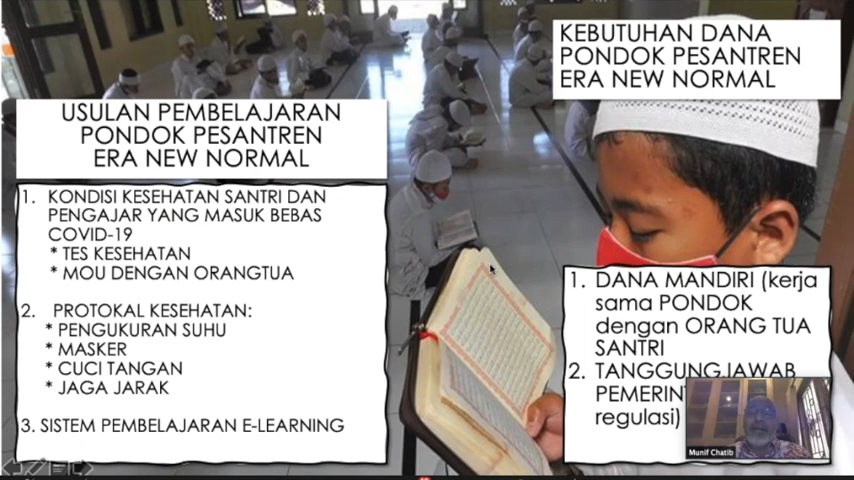 USULAN PEMBELAJARAN
PONDOK PESANTREN
ERA NEW NORMAL
1. KONDISI KESEHATAN SANTRI DAN
PENGAJAR YANG MASUK BEBAS
COVID-19
* TES KESEHATAN
* MOU DENGAN ORANGTUA
2. PROTOKAL KESEHATAN:
* PENGUKURAN SUHU
* MASKER
* CUCI TANGAN
* JAGA JARAK
3. SISTEM PEMBELAJARAN E-LEARNING
KEBUTUHAN DANA
PONDOK PESANTREN
ERA NEW NORMAL
1. DANA MANDIRI (kerja
sama PONDOK
dengan ORANG TUA
SANTRI
2. TANGGUNGJAWAB
regulasi)
Munif Chatib